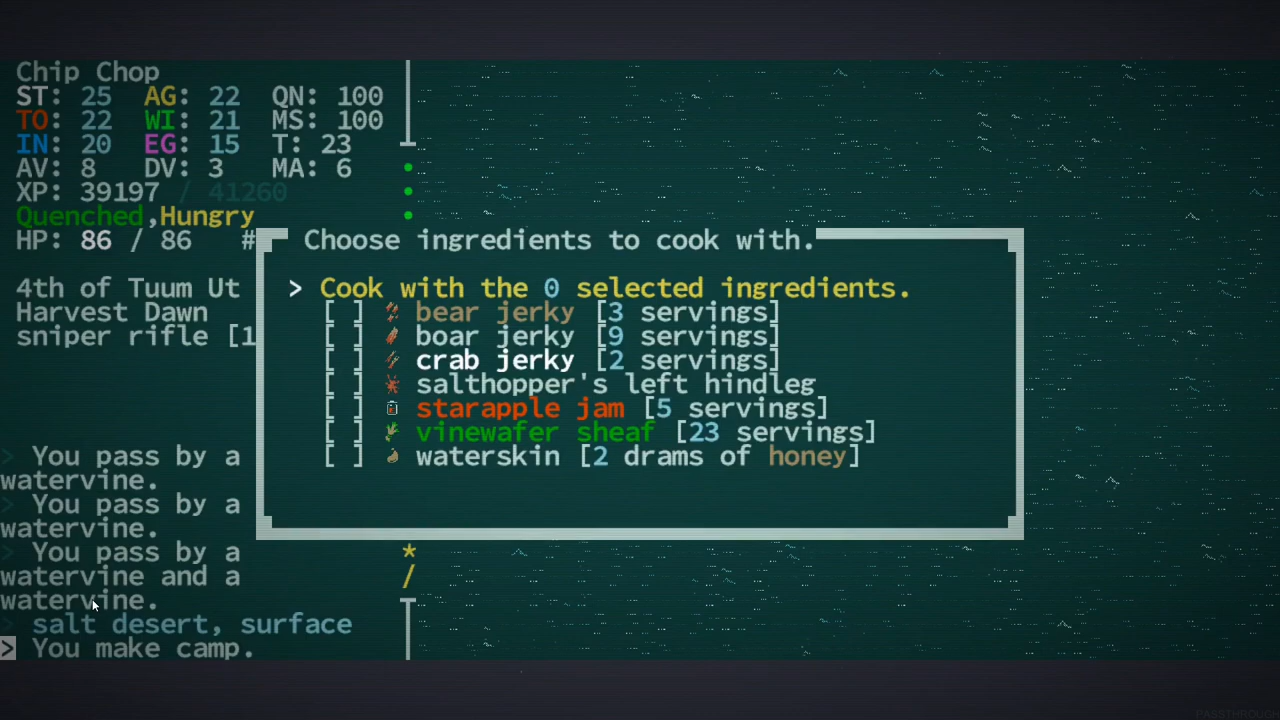 Chip Chop
ST: 25 AG: 22 QN: 100
TO: 22 WI: 21 MS: 100
IN: 20 EG: 15 T: 23
AV: 8 DV: 3 MA: 6
XP: 39197 / 41260
Quenched,Hungry
HP: 86 / 86 #
4th of Tuum Ut
Harvest Dawn
sniper rifle [1
Choose ingredients to cook with.
> Cook with the 0 selected ingredients.
[ ] bear jerky [3 servings]
[ ] boar jerky [9 servings]
[ ] crab jerky [2 servings]
[ ] salthopper's left hindleg
[ ] starapple jam [5 servings]
[ ] vinewafer sheaf [23 servings]
[ ] waterskin [2 drams of honey]
> You pass by a
watervine.
> You pass by a
watervine.
> You pass by a
watervine and a
watervine.
> salt desert, surface
> You make camp.